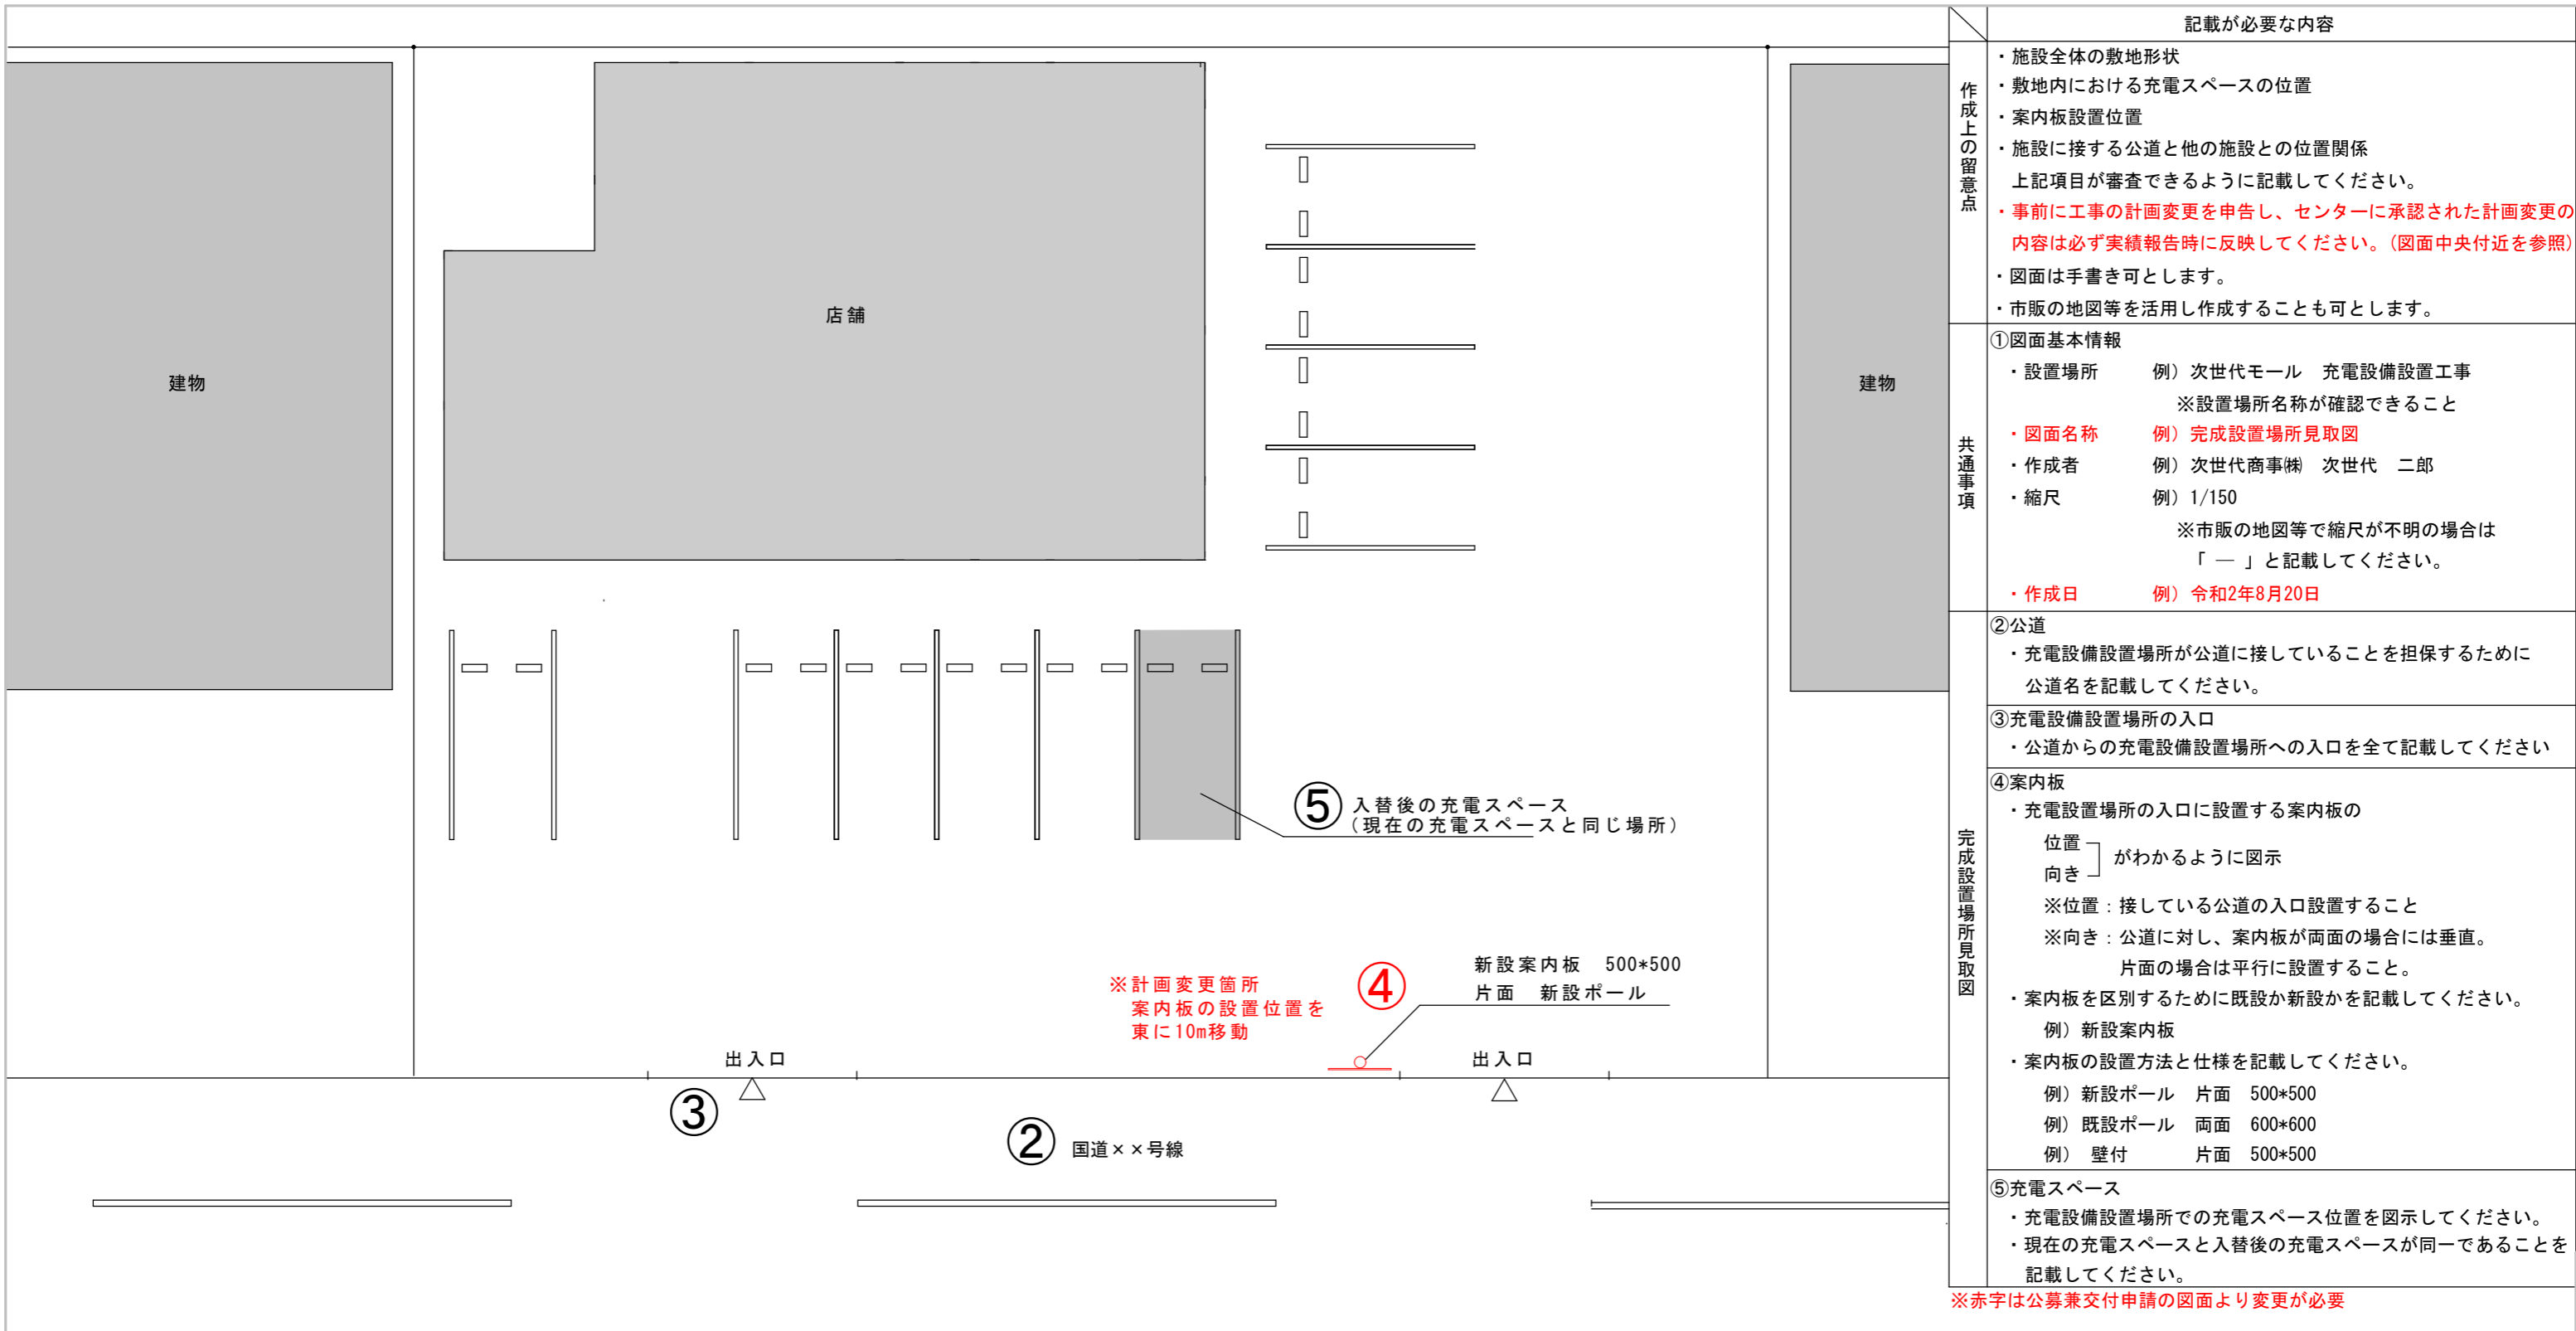 建物
店舗
建物
⑤ 入替後の充電スペース
（現在の充電スペースと同じ場所）
※計画変更箇所
案内板の設置位置を
東に10m移動
④
新設案内板　500*500
片面　新設ポール
出入口
出入口
③
② 国道××号線
記載が必要な内容
作成上の留意点
・施設全体の敷地形状
・敷地内における充電スペースの位置
・案内板設置位置
・施設に接する公道と他の施設との位置関係
上記項目が審査できるように記載してください。
・事前に工事の計画変更を申告し、センターに承認された計画変更の
内容は必ず実績報告時に反映してください。（図面中央付近を参照）
・図面は手書き可とします。
・市販の地図等を活用し作成することも可とします。
共通事項
①図面基本情報
・設置場所　例）次世代モール　充電設備設置工事
※設置場所名称が確認できること
・図面名称　例）完成設置場所見取図
・作成者　例）次世代商事㈱　次世代　二郎
・縮尺　例）1/150
※市販の地図等で縮尺が不明の場合は
「 ― 」と記載してください。
・作成日　例）令和2年8月20日
完成設置場所見取図
②公道
・充電設備設置場所が公道に接していることを担保するために
公道名を記載してください。
③充電設備設置場所の入口
・公道からの充電設備設置場所への入口を全て記載してください
④案内板
・充電設置場所の入口に設置する案内板の
位置
向き
がわかるように図示
※位置：接している公道の入口設置すること
※向き：公道に対し、案内板が両面の場合には垂直。
片面の場合は平行に設置すること。
・案内板を区別するために既設か新設かを記載してください。
例）新設案内板
・案内板の設置方法と仕様を記載してください。
例）新設ポール　片面　500*500
例）既設ポール　両面　600*600
例） 壁付　片面　500*500
⑤充電スペース
・充電設備設置場所での充電スペース位置を図示してください。
・現在の充電スペースと入替後の充電スペースが同一であることを
記載してください。
※赤字は公募兼交付申請の図面より変更が必要